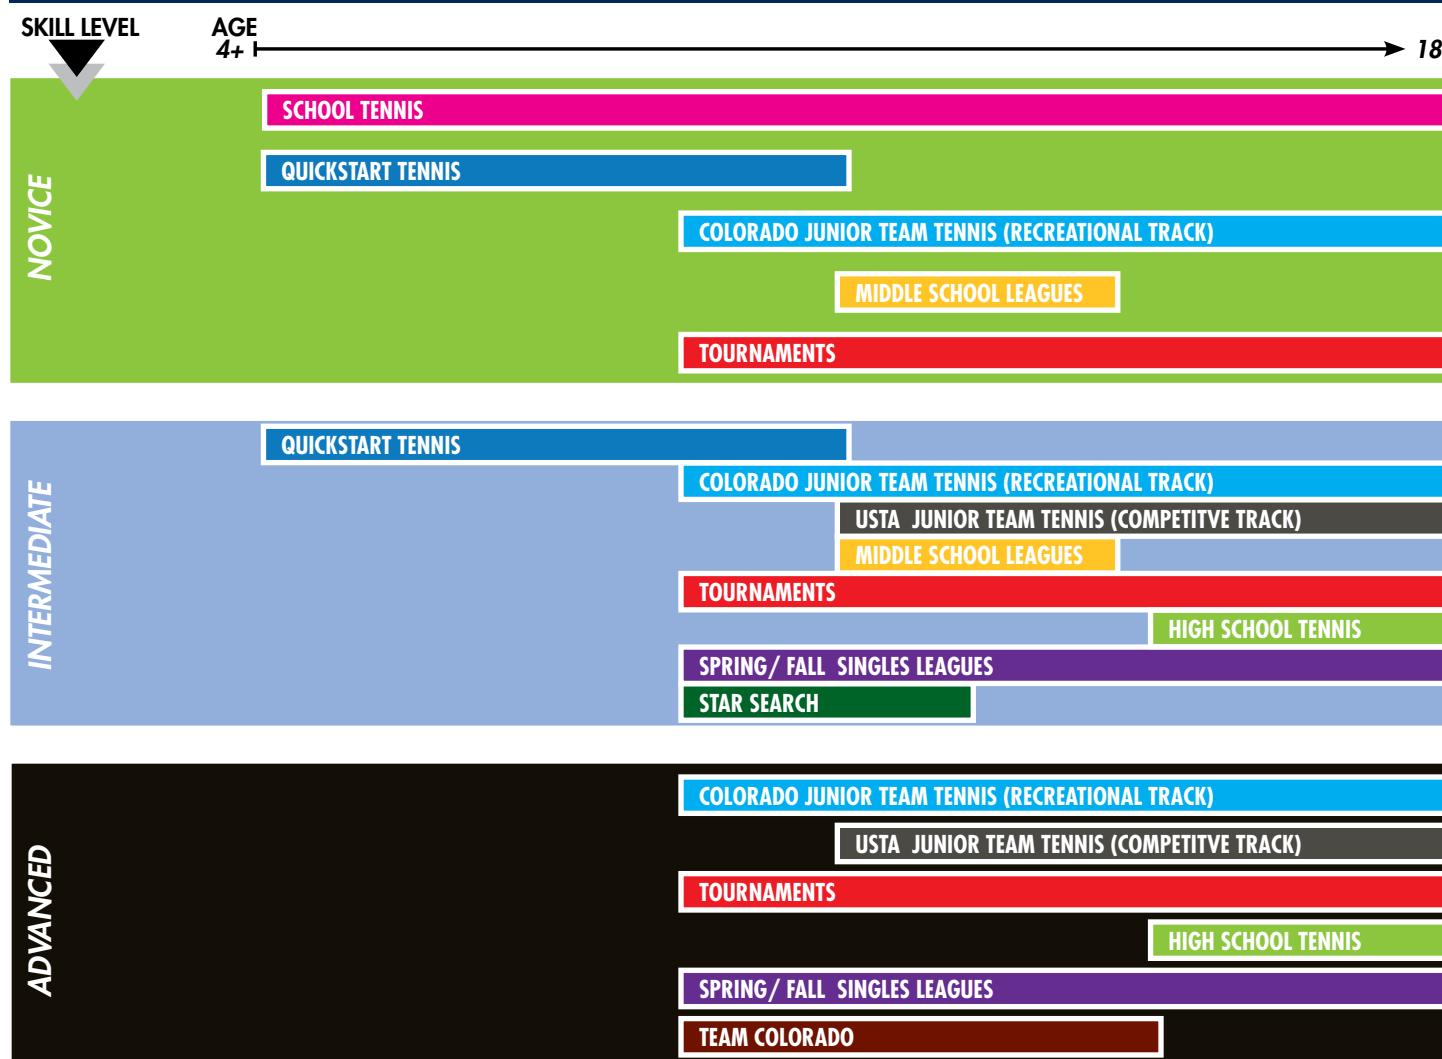 SKILL LEVEL
AGE
4+
18
NOVICE
SCHOOL TENNIS
QUICKSTART TENNIS
COLORADO JUNIOR TEAM TENNIS (RECREATIONAL TRACK)
MIDDLE SCHOOL LEAGUES
TOURNAMENTS
INTERMEDIATE
QUICKSTART TENNIS
COLORADO JUNIOR TEAM TENNIS (RECREATIONAL TRACK)
USTA JUNIOR TEAM TENNIS (COMPETITVE TRACK)
MIDDLE SCHOOL LEAGUES
TOURNAMENTS
HIGH SCHOOL TENNIS
SPRING/ FALL SINGLES LEAGUES
STAR SEARCH
ADVANCED
COLORADO JUNIOR TEAM TENNIS (RECREATIONAL TRACK)
USTA JUNIOR TEAM TENNIS (COMPETITVE TRACK)
TOURNAMENTS
HIGH SCHOOL TENNIS
SPRING/ FALL SINGLES LEAGUES
TEAM COLORADO